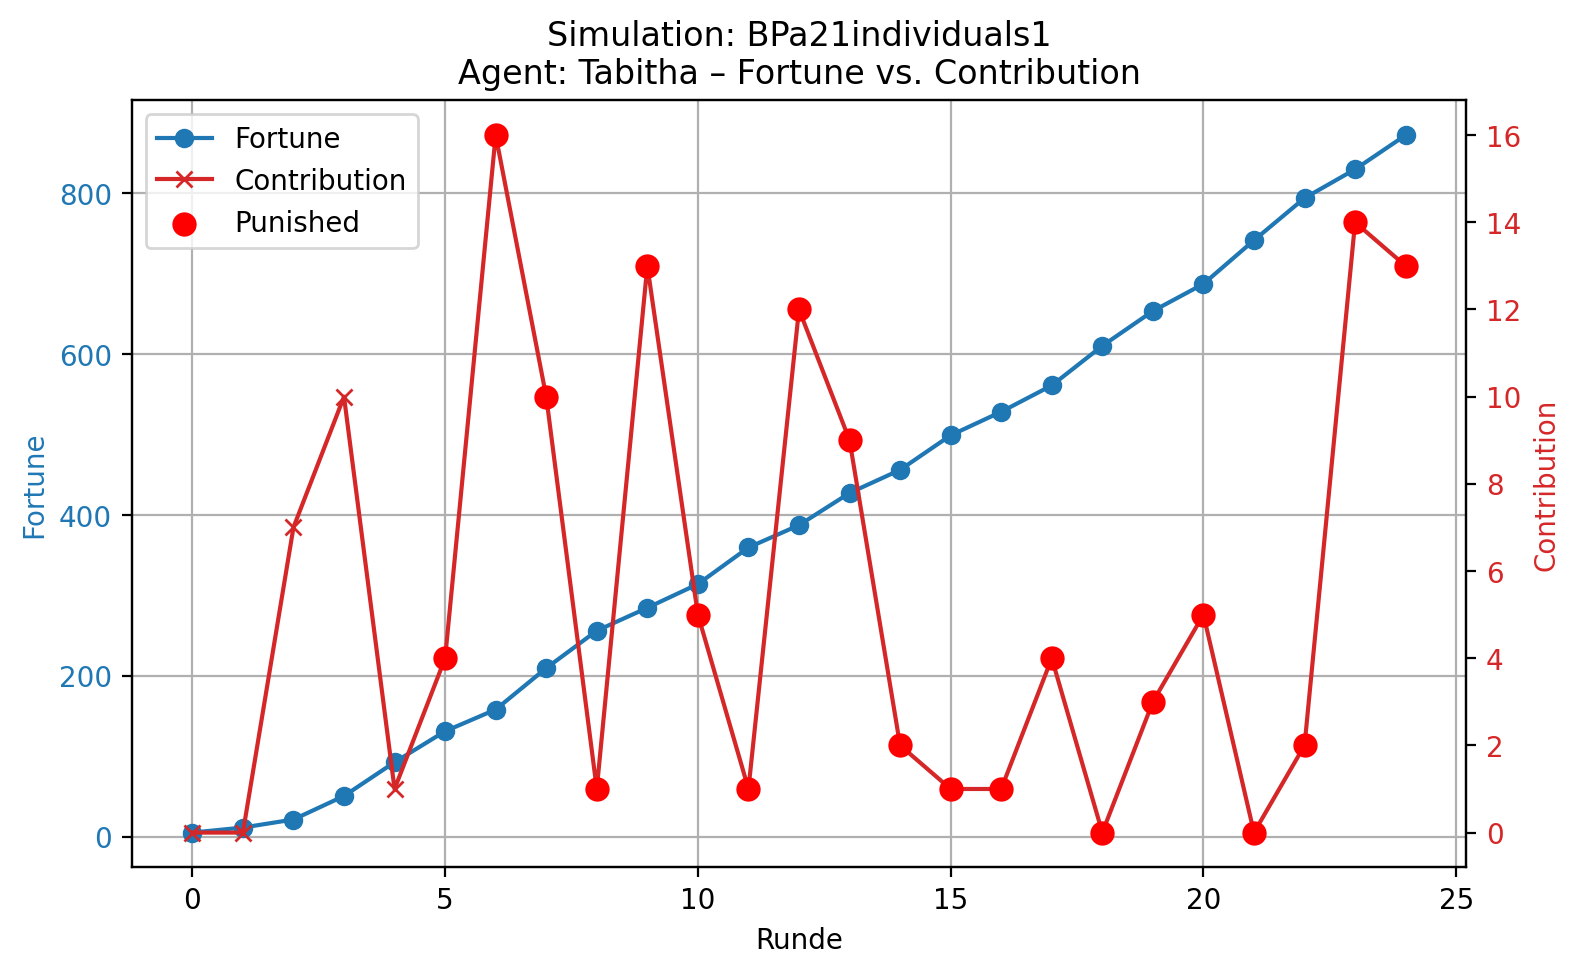 Simulation: BPa21individuals1
Agent: Tabitha – Fortune vs. Contribution
Fortune
Contribution
Punished
Fortune
800
600
400
200
0
16
14
12
10
8
6
4
2
0
Contribution
0 5 10 15 20 25
Runde